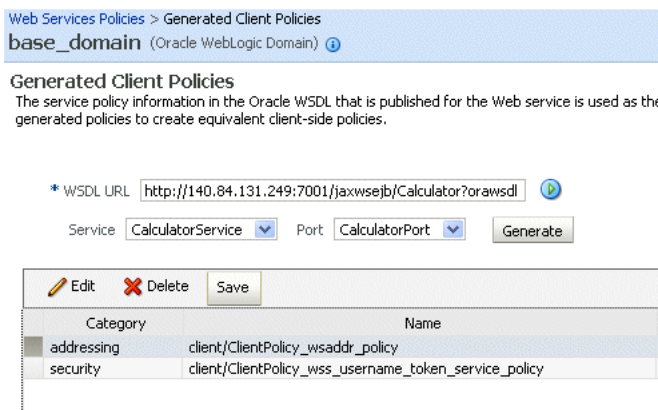 Web Services Policies > Generated Client Policies
base_domain (Oracle WebLogic Domain)
Generated Client Policies
The service policy information in the Oracle WSDL that is published for the Web service is used as the
generated policies to create equivalent client-side policies.
* WSDL URL http://140.84.131.249:7001/jaxwsejb/Calculator?orawsdl
Service CalculatorService Port CalculatorPort Generate
Edit Delete Save
Category Name
addressing client/ClientPolicy_wsaddr_policy
security client/ClientPolicy_wss_username_token_service_policy